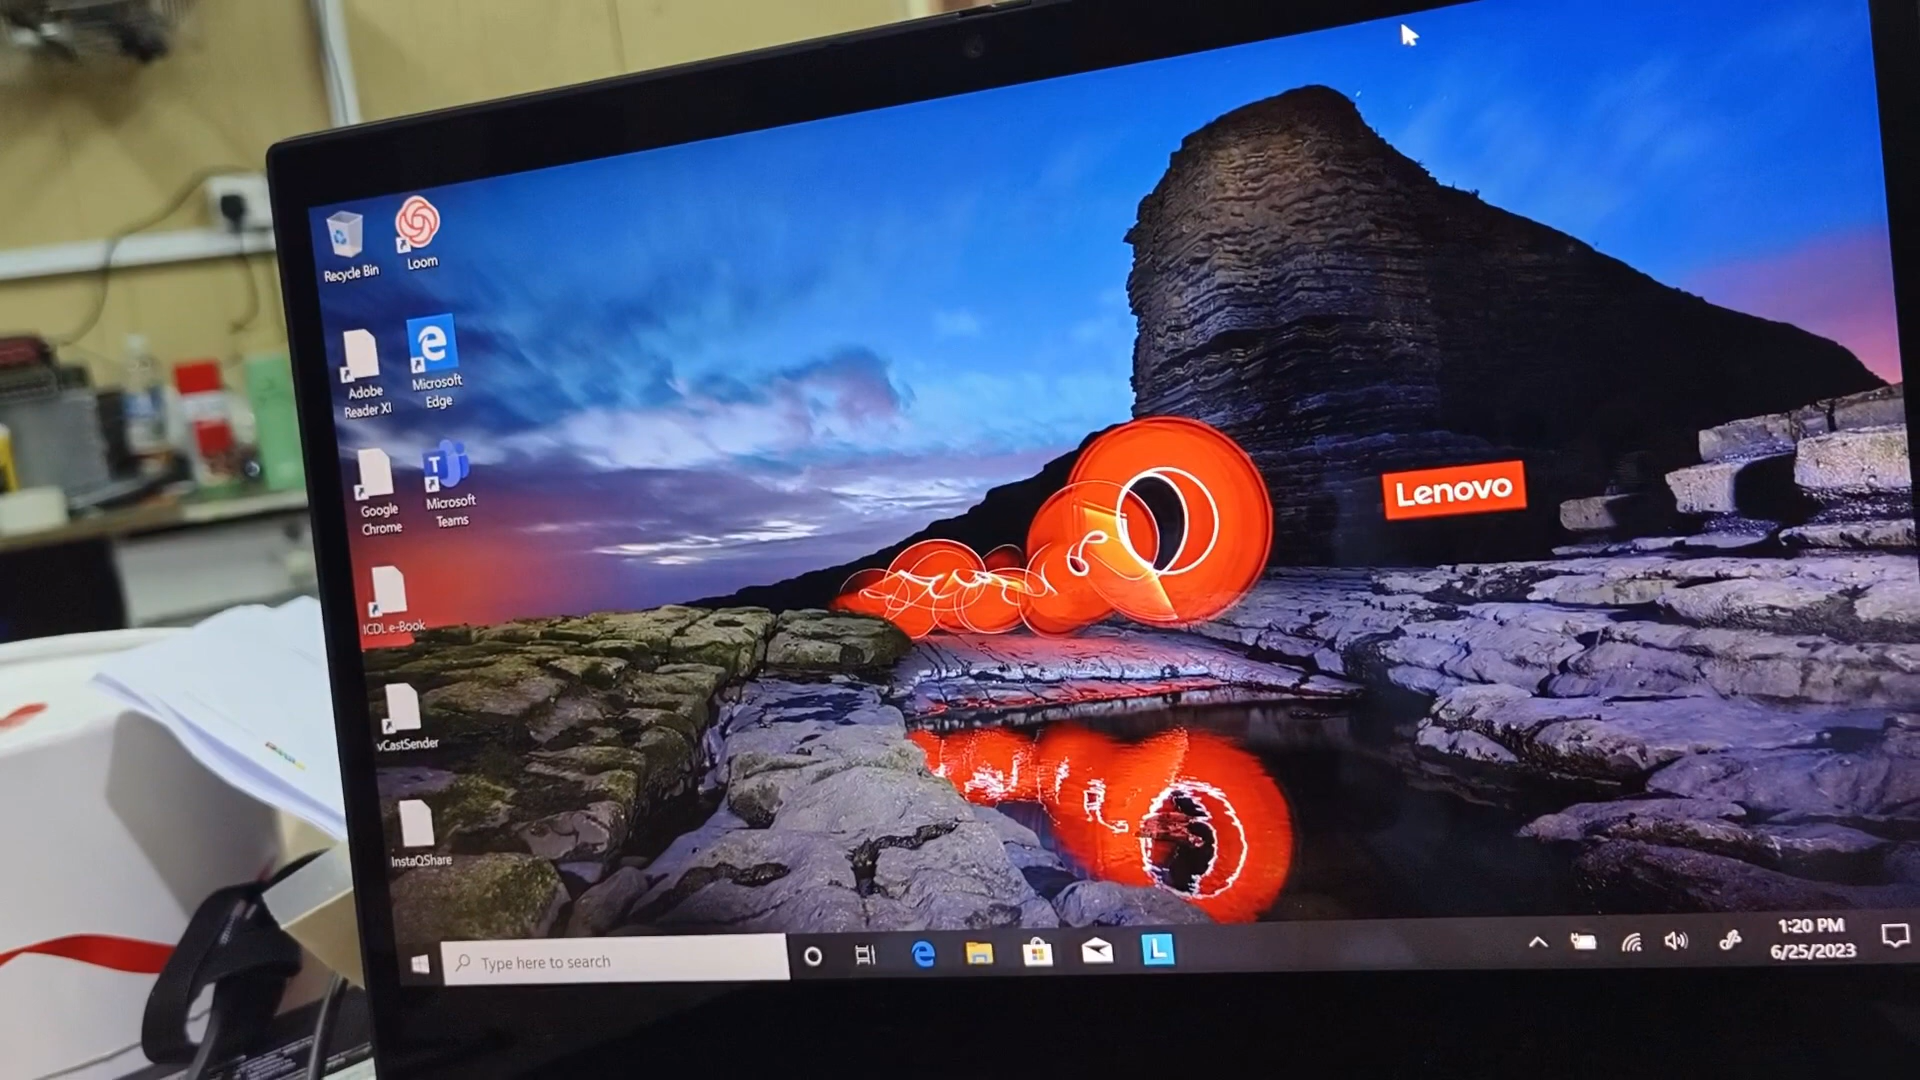 Recycle Bin
Loom
Adobe
Reader XI
Microsoft
Edge
Google
Chrome
Microsoft
Teams
ICDL e-Book
vCastSender
InstaQShare
Lenovo
Type here to search
L
1:20 PM
6/25/2023